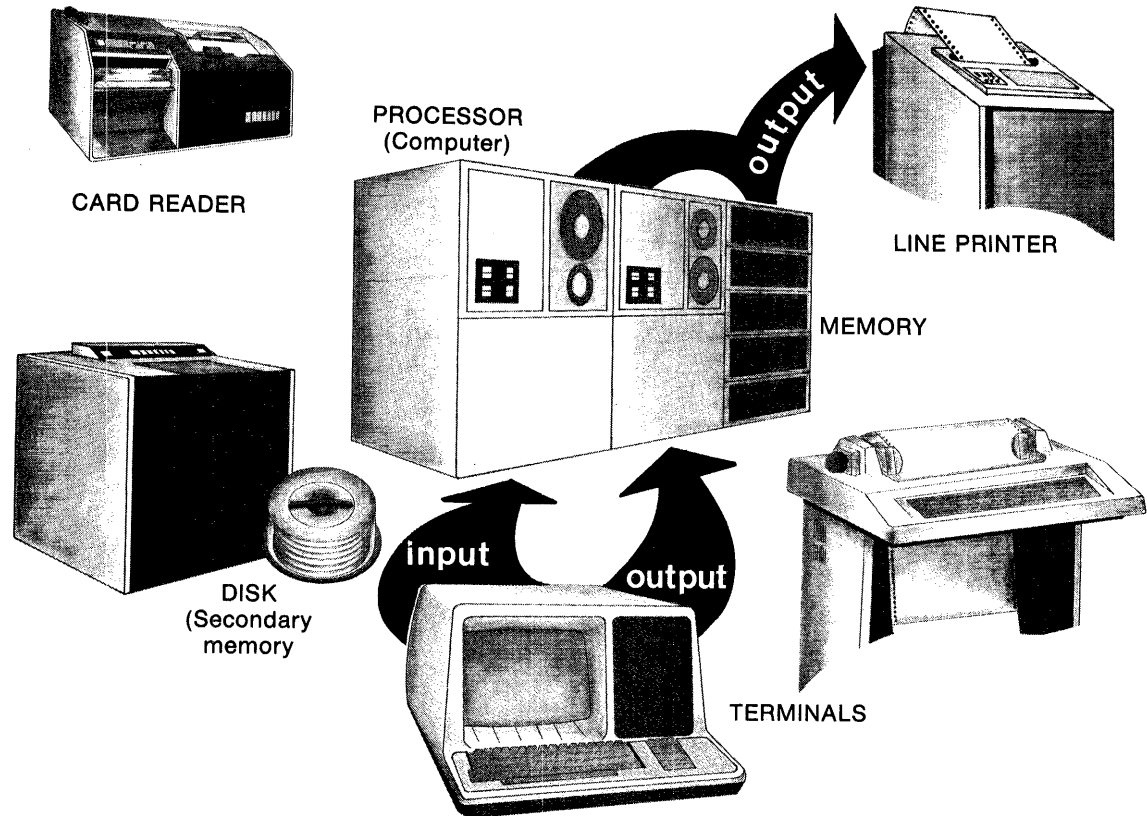 PROCESSOR
(Computer)
output
CARD READER
LINE PRINTER
MEMORY
input
output
DISK
(Secondary
memory
TERMINALS